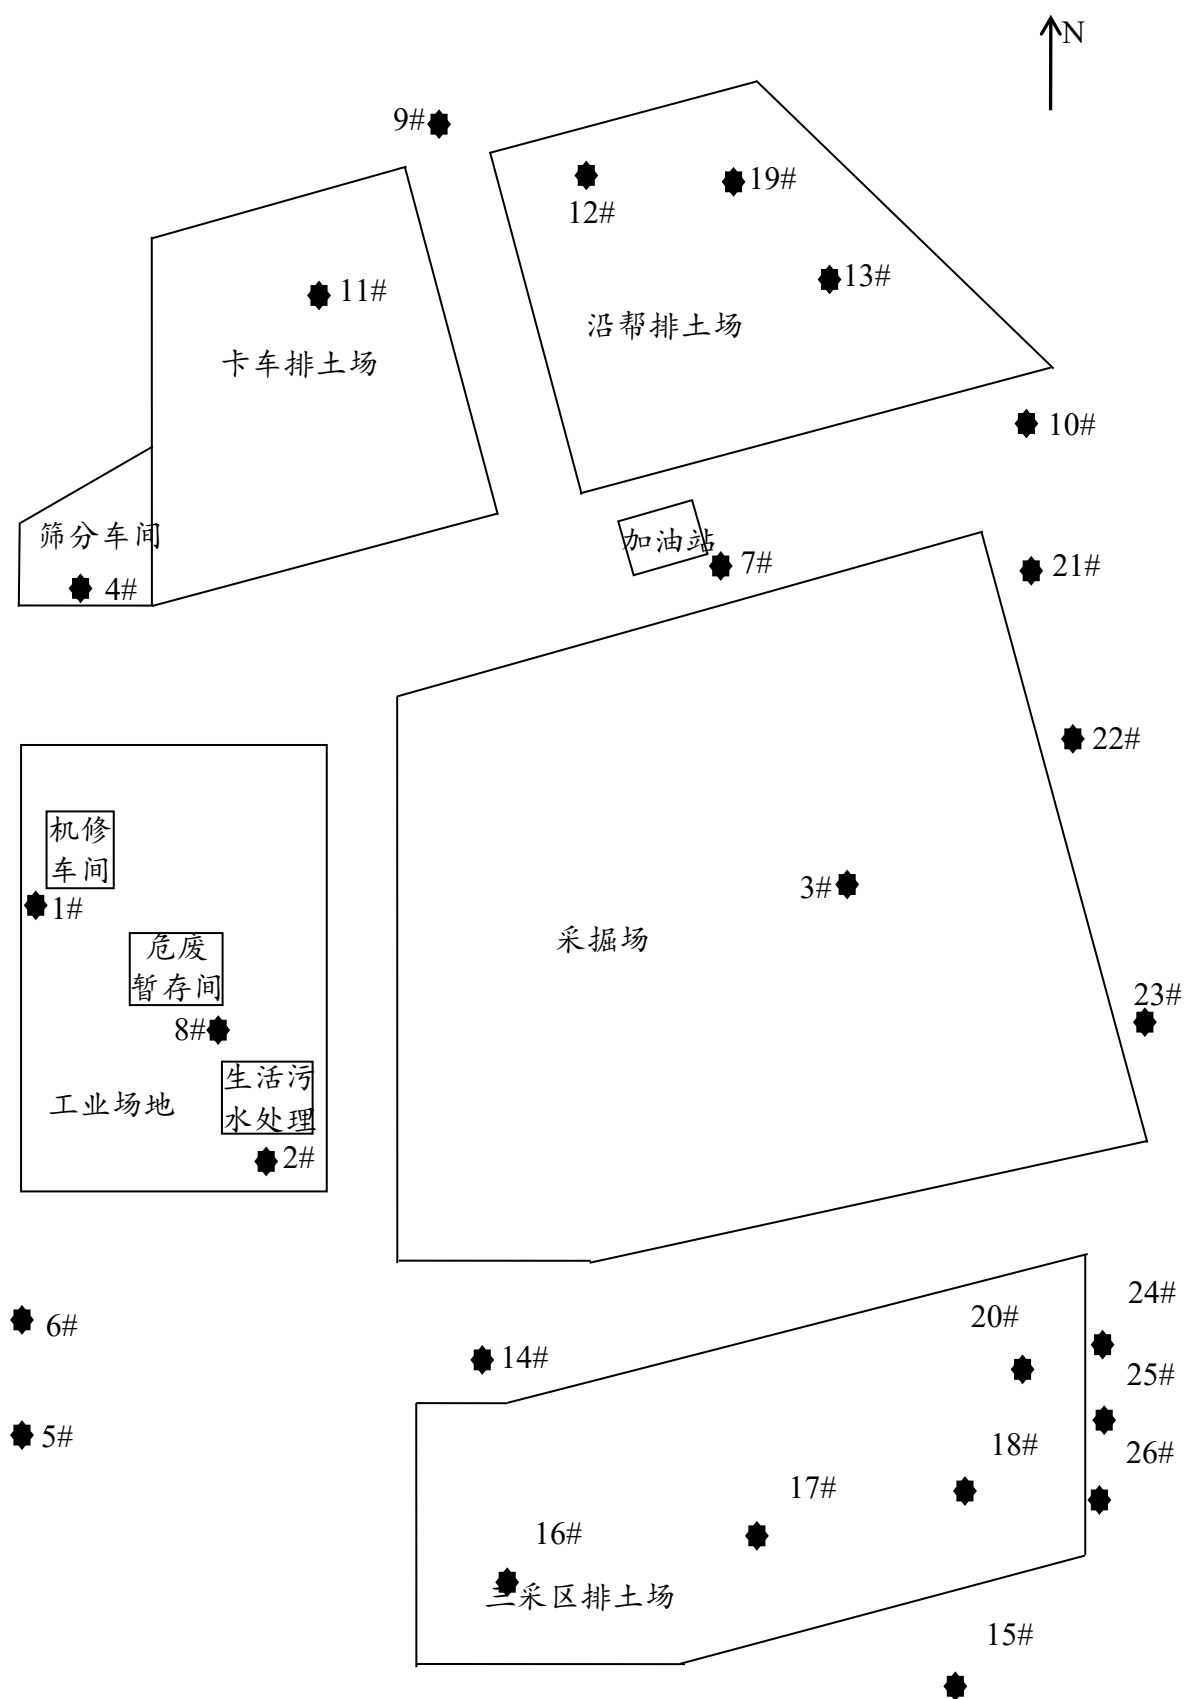 N
9#
19#
12#
13#
11#
沿帮排土场
卡车排土场
10#
筛分车间
加油站
7#
21#
4#
22#
机修
车间
3#
1#
采掘场
危废
暂存间
23#
8#
生活污
水处理
工业场地
2#
24#
20#
6#
14#
25#
5#
18#
26#
17#
16#
三采区排土场
15#